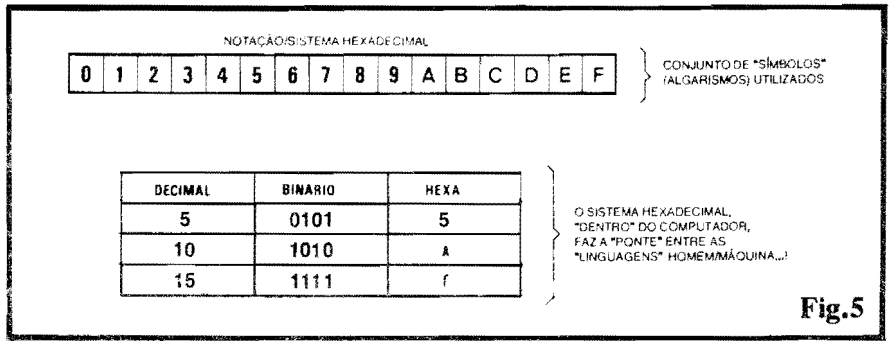 NOTAÇÃO/SISTEMA HEXADECIMAL
0 1 2 3 4 5 6 7 8 9 A B C D E F
CONJUNTO DE "SÍMBOLOS"
(ALGARISMOS) UTILIZADOS
DECIMAL BINARIO HEXA
5 0101 5
10 1010 A
15 1111 f
O SISTEMA HEXADECIMAL,
"DENTRO" DO COMPUTADOR,
FAZ A "PONTE" ENTRE AS
"LINGUAGENS" HOMEM/MÁQUINA...!
Fig.5